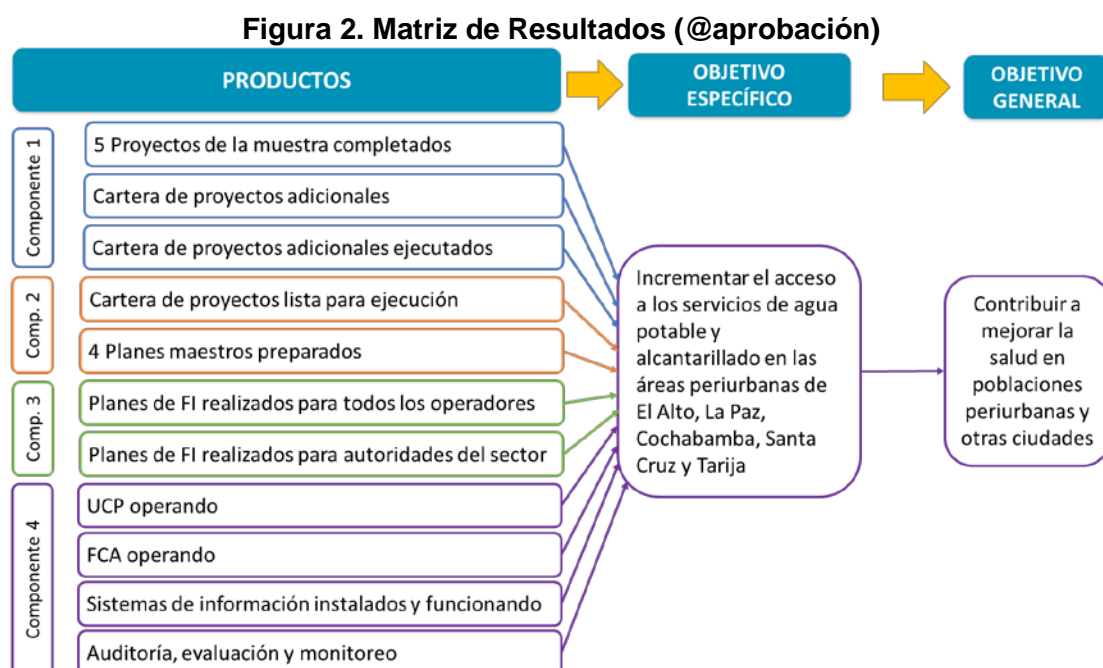 Figura 2. Matriz de Resultados (@aprobación)
PRODUCTOS
OBJETIVO
ESPECÍFICO
OBJETIVO
GENERAL
Componente 1
5 Proyectos de la muestra completados
Cartera de proyectos adicionales
Cartera de proyectos adicionales ejecutados
Comp. 2
Cartera de proyectos lista para ejecución
4 Planes maestros preparados
Comp. 3
Planes de FI realizados para todos los operadores
Planes de FI realizados para autoridades del sector
Componente 4
UCP operando
FCA operando
Sistemas de información instalados y funcionando
Auditoría, evaluación y monitoreo
Incrementar el acceso
a los servicios de agua
potable y
alcantarillado en las
áreas periurbanas de
El Alto, La Paz,
Cochabamba, Santa
Cruz y Tarija
Contribuir a
mejorar la
salud en
poblaciones
periurbanas y
otras ciudades